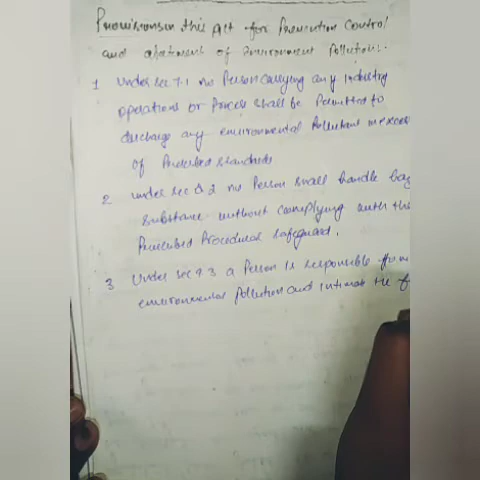 Provisions in this Act for Prevention Control
and abatement of Environment Pollution:
1 Under sec 7.1 no Person carrying any industry
operations or Process shall be Permitted to
discharge any environmental Pollutant in excess
of Prescribed standards
2 under sec 8.2 no Person shall handle
substance without complying with the
Prescribed Procedural safeguard.
3 Under sec 9.3 a Person is responsible
environmental pollution and intimate the